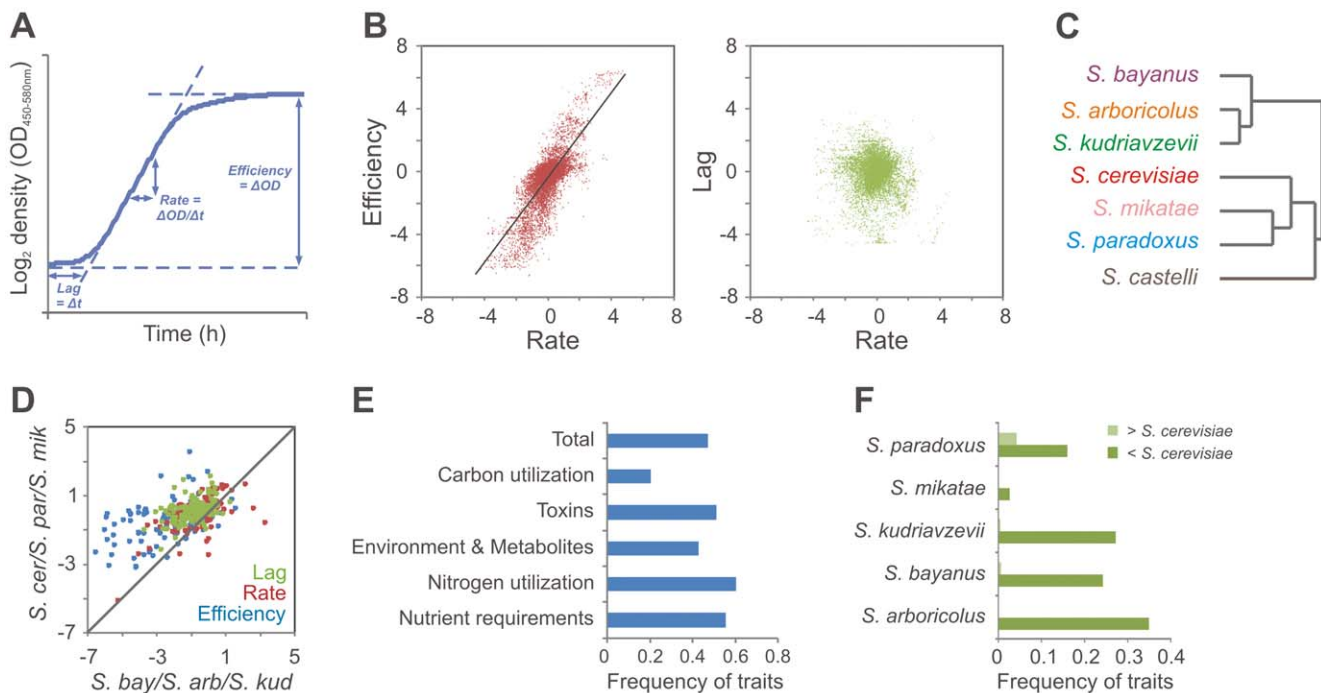 A
Log2 density (OD450-580nm)
Efficiency
= ΔOD
Rate =
ΔOD/Δt
Lag
= Δt
Time (h)
B
8
4
0
-4
-8
Efficiency
-8 -4 0 4 8
Rate
8
4
0
-4
-8
Lag
-8 -4 0 4 8
Rate
C
S. bayanus
S. arboricolus
S. kudriavzevii
S. cerevisiae
S. mikatae
S. paradoxus
S. castelli
D
5
1
-3
-7
S. cer/S. par/S. mik
Lag
Rate
Efficiency
-7 -3 1 5
S. bay/S. arb/S. kud
E
Total
Carbon utilization
Toxins
Environment & Metabolites
Nitrogen utilization
Nutrient requirements
0 0.2 0.4 0.6 0.8
Frequency of traits
F
> S. cerevisiae
< S. cerevisiae
S. paradoxus
S. mikatae
S. kudriavzevii
S. bayanus
S. arboricolus
0 0.1 0.2 0.3 0.4
Frequency of traits